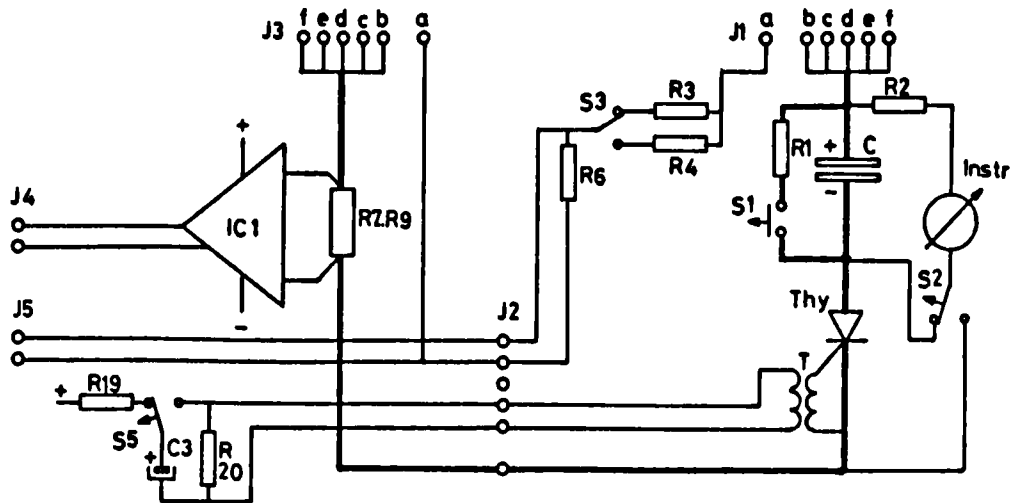 J3 f e d c b a
J1 a b c d e f
S3 R3 R4
R6
R2
R1 + C -
Instr
S1
S2
+
IC1
-
R7.R9
J4
J5
J2
Thy
T
+ R19
S5
+ C3
R
20